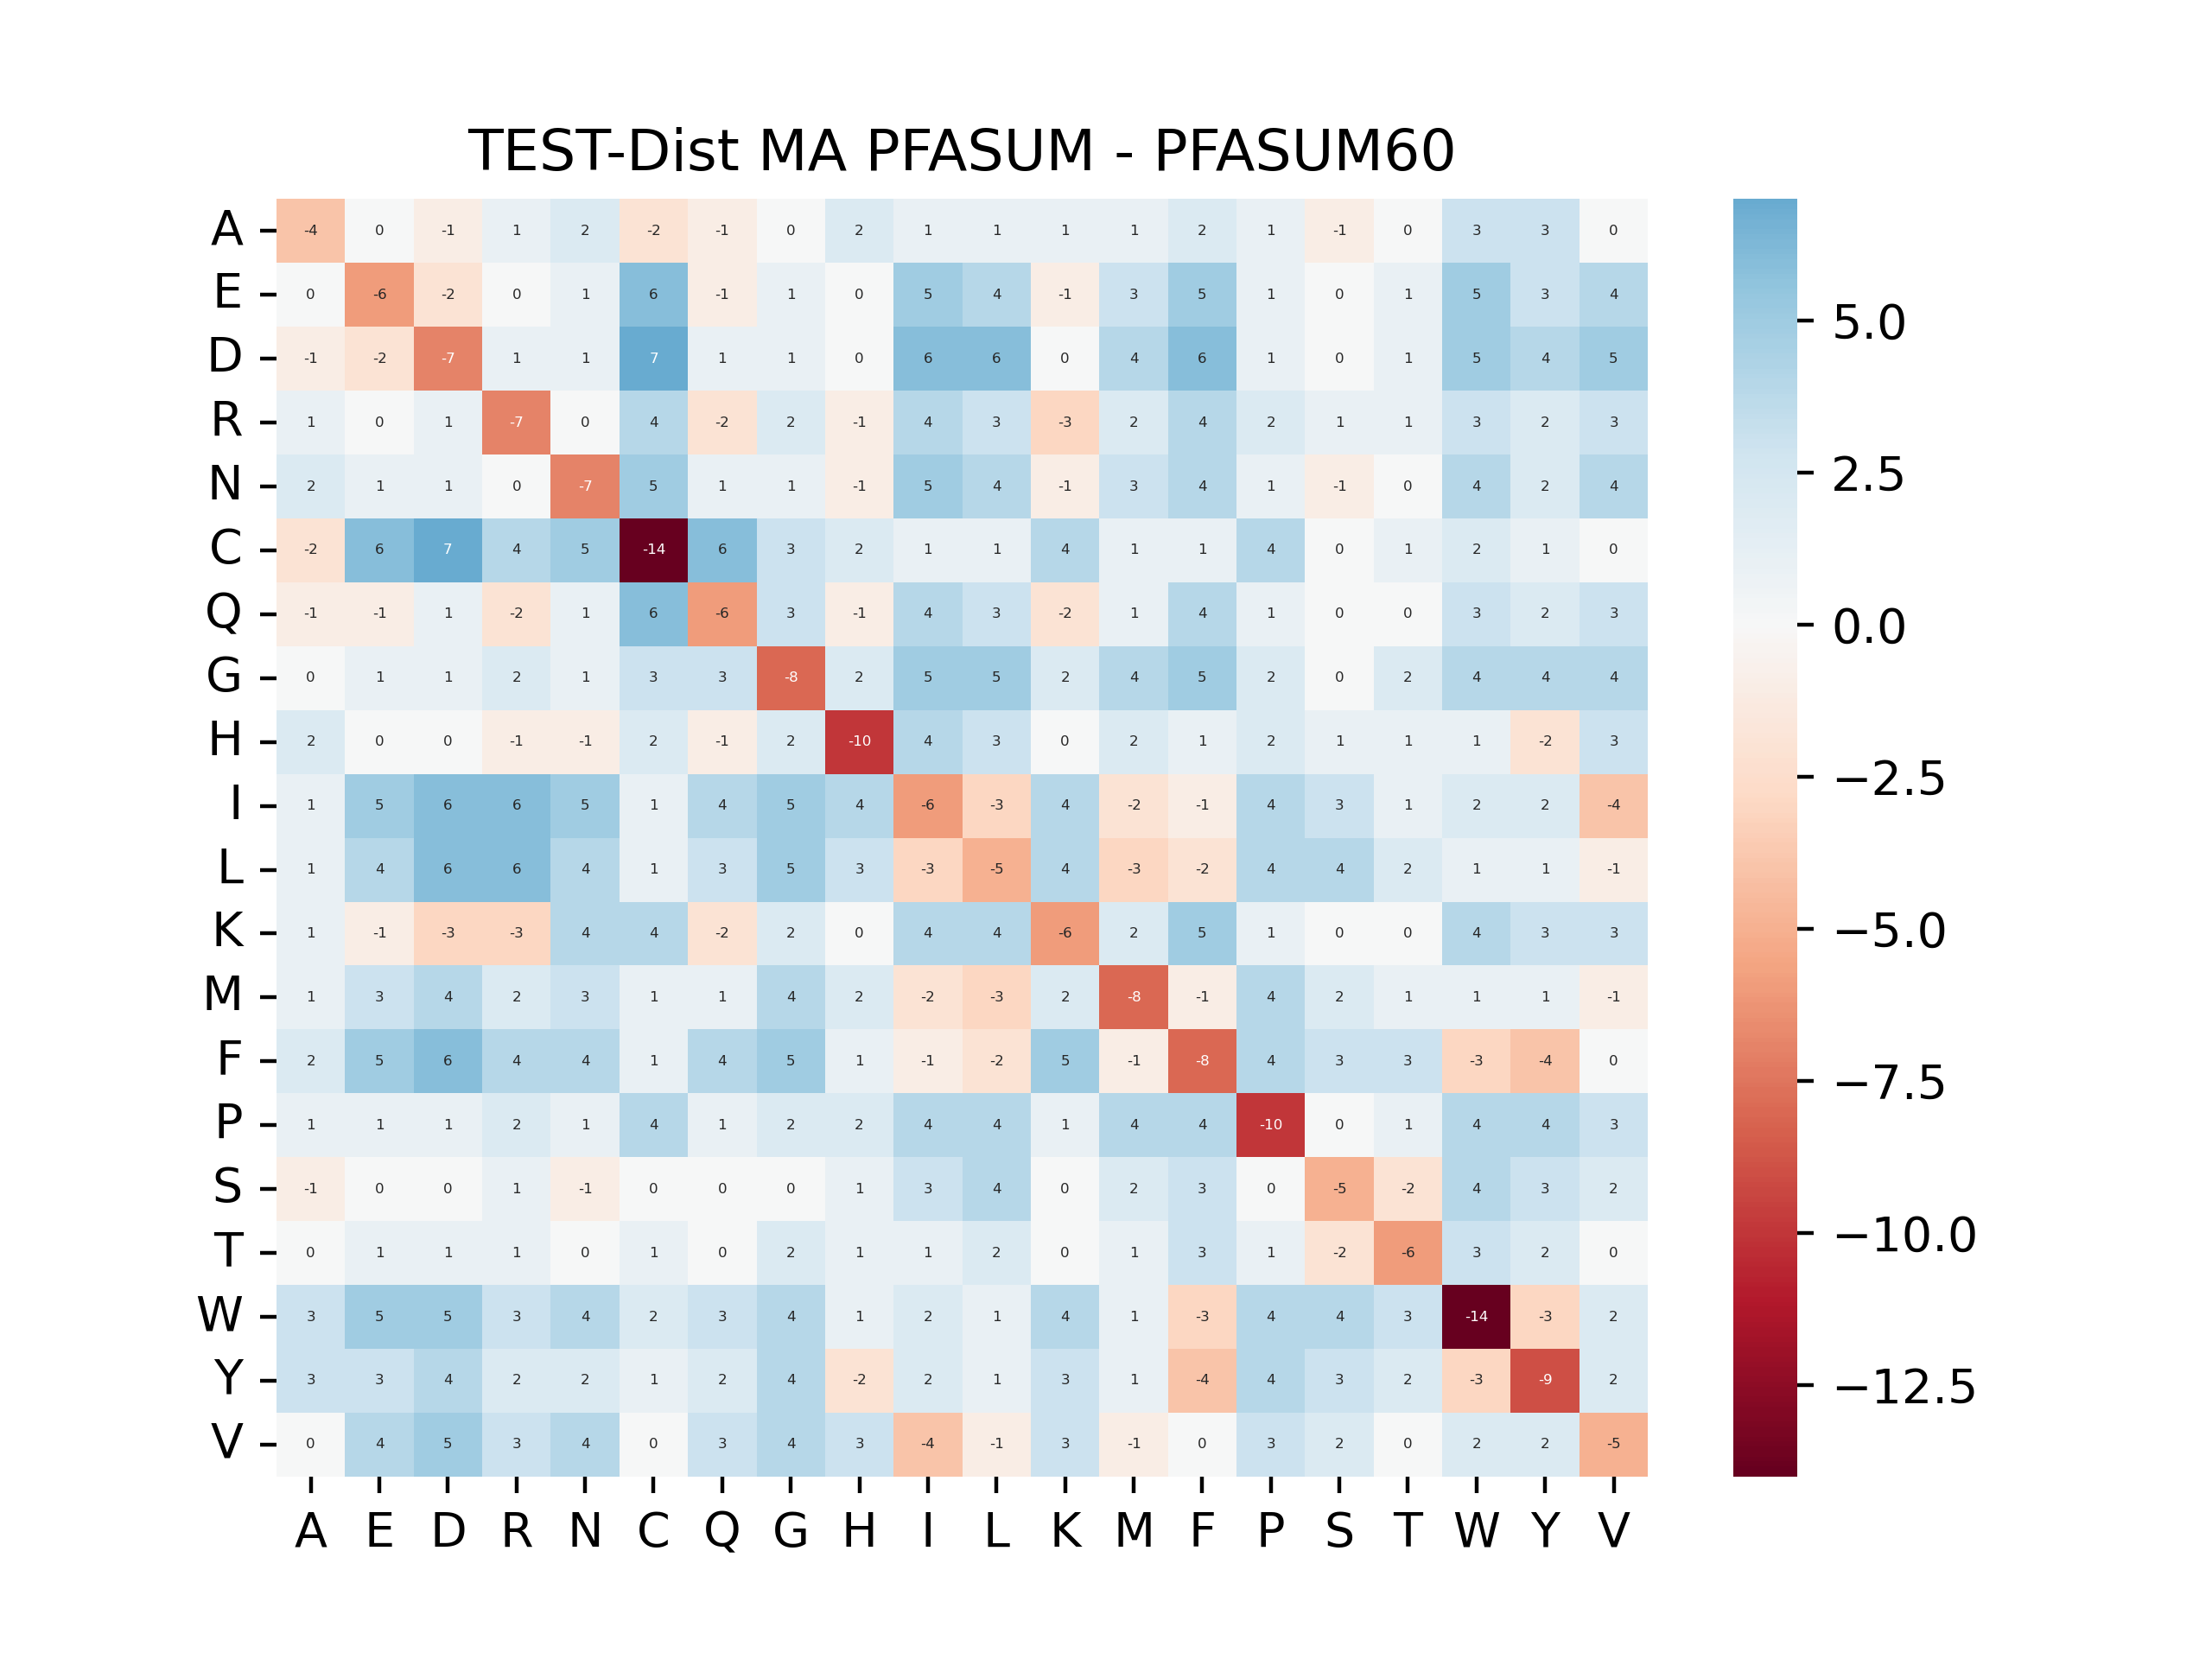 TEST-Dist MA PFASUM - PFASUM60
A -4 0 -1 1 2 -2 -1 0 2 1 1 1 1 2 1 -1 0 3 3 0
E 0 -6 -2 0 1 6 -1 1 0 5 4 -1 3 5 1 0 1 5 3 4
D -1 -2 -7 1 1 7 1 1 0 6 6 0 4 6 1 0 1 5 4 5
R 1 0 1 -7 0 4 -2 2 -1 4 3 -3 2 4 2 1 1 3 2 3
N 2 1 1 0 -7 5 1 1 -1 5 4 -1 3 4 1 -1 0 4 2 4
C -2 6 7 4 5 -14 6 3 2 1 1 4 1 1 4 0 1 2 1 0
Q -1 -1 1 -2 1 6 -6 3 -1 4 3 -2 1 4 1 0 0 3 2 3
G 0 1 1 2 1 3 3 -8 2 5 5 2 4 5 2 0 2 4 4 4
H 2 0 0 -1 -1 2 -1 2 -10 4 3 0 2 1 2 1 1 1 -2 3
I 1 5 6 6 5 1 4 5 4 -6 -3 4 -2 -1 4 3 1 2 2 -4
L 1 4 6 6 4 1 3 5 3 -3 -5 4 -3 -2 4 4 2 1 1 -1
K 1 -1 -3 -3 4 4 -2 2 0 4 4 -6 2 5 1 0 0 4 3 3
M 1 3 4 2 3 1 1 4 2 -2 -3 2 -8 -1 4 2 1 1 1 -1
F 2 5 6 4 4 1 4 5 1 -1 -2 5 -1 -8 4 3 3 -3 -4 0
P 1 1 1 2 1 4 1 2 2 4 4 1 4 4 -10 0 1 4 4 3
S -1 0 0 1 -1 0 0 0 1 3 4 0 2 3 0 -5 -2 4 3 2
T 0 1 1 1 0 1 0 2 1 1 2 0 1 3 1 -2 -6 3 2 0
W 3 5 5 3 4 2 3 4 1 2 1 4 1 -3 4 4 3 -14 -3 2
Y 3 3 4 2 2 1 2 4 -2 2 1 3 1 -4 4 3 2 -3 -9 2
V 0 4 5 3 4 0 3 4 3 -4 -1 3 -1 0 3 2 0 2 2 -5
A E D R N C Q G H I L K M F P S T W Y V
5.0
2.5
0.0
−2.5
−5.0
−7.5
−10.0
−12.5